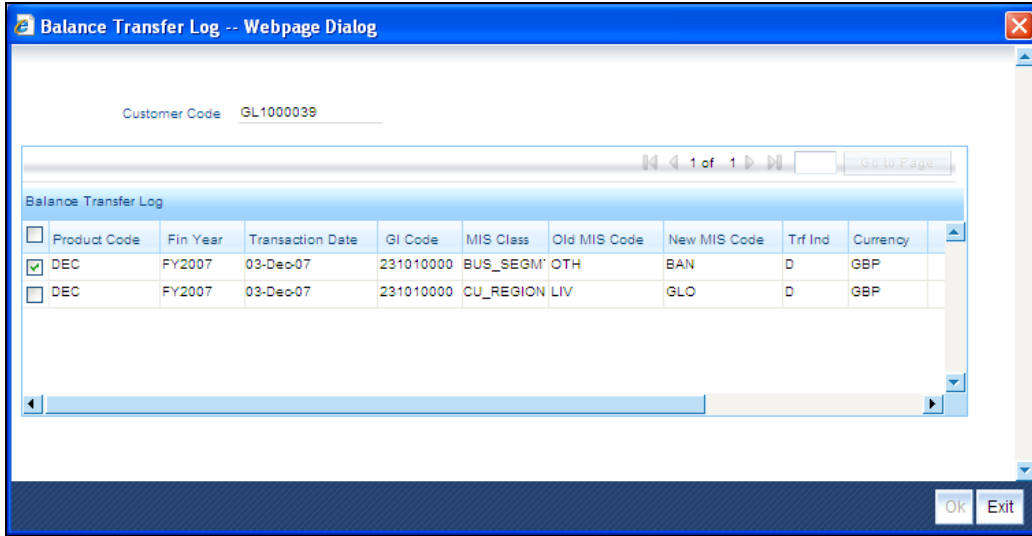 Balance Transfer Log -- Webpage Dialog
Customer Code GL1000039
1 of 1 Go to Page
Balance Transfer Log
Product Code Fin Year Transaction Date GI Code MIS Class Old MIS Code New MIS Code Trf Ind Currency
DEC FY2007 03-Dec-07 231010000 BUS_SEGM OTH BAN D GBP
DEC FY2007 03-Dec-07 231010000 CU_REGION LIV GLO D GBP
Ok Exit